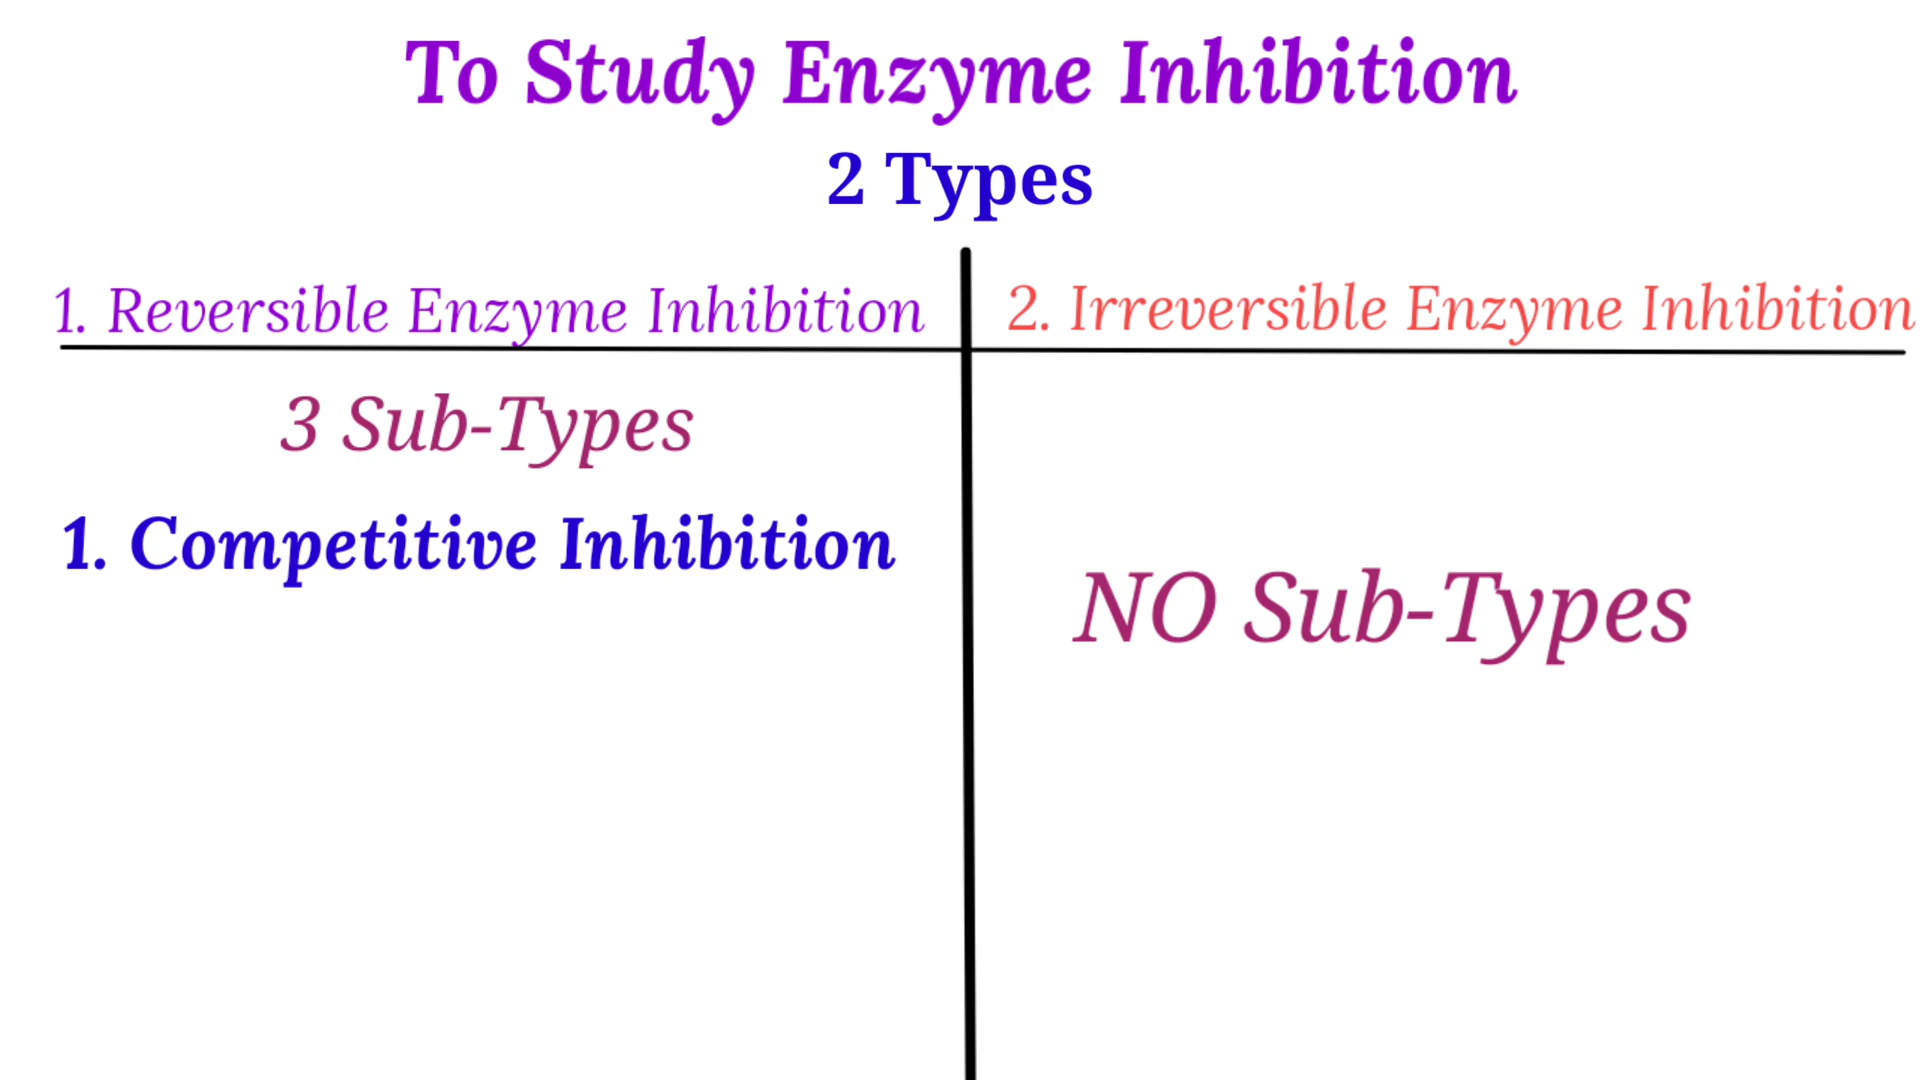 To Study Enzyme Inhibition
2 Types
1. Reversible Enzyme Inhibition
2. Irreversible Enzyme Inhibition
3 Sub-Types
1. Competitive Inhibition
NO Sub-Types